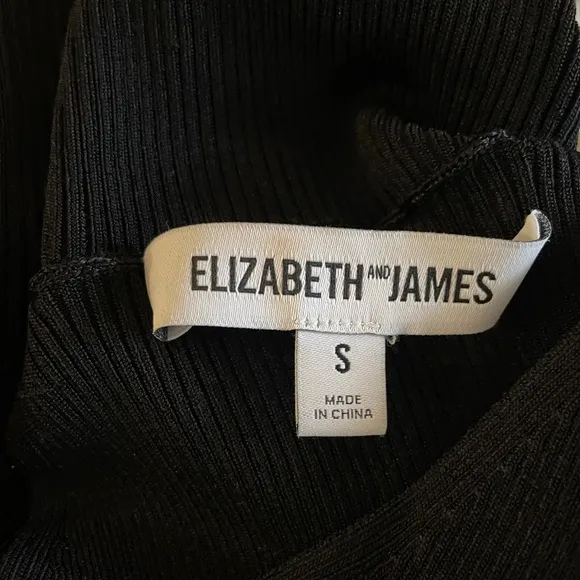 ELIZABETH AND JAMES
S
MADE
IN CHINA